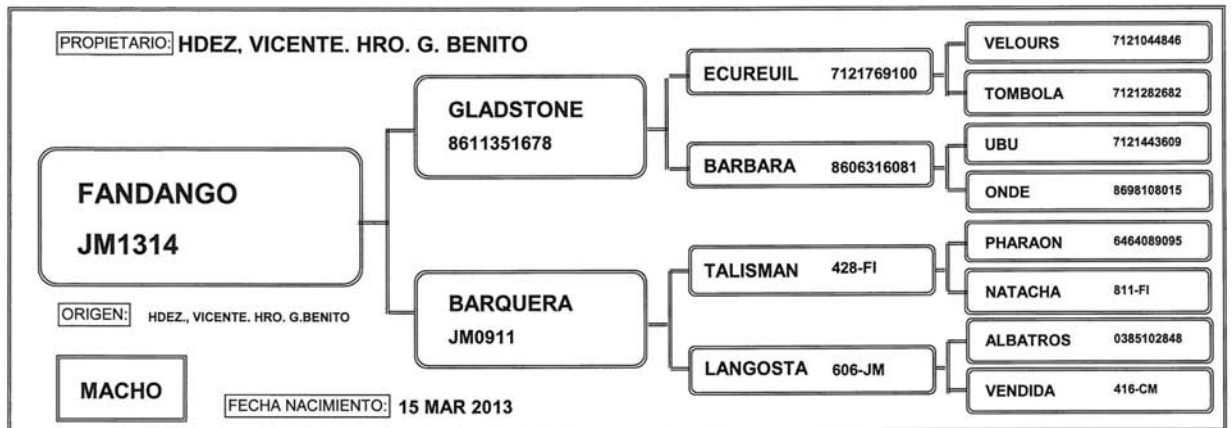 PROPIETARIO: HDEZ, VICENTE. HRO. G. BENITO
FANDANGO
JM1314
ORIGEN: HDEZ., VICENTE. HRO. G.BENITO
MACHO
FECHA NACIMIENTO: 15 MAR 2013
GLADSTONE
8611351678
BARQUERA
JM0911
ECUREUIL 7121769100
BARBARA 8606316081
TALISMAN 428-FI
LANGOSTA 606-JM
VELOURS 7121044846
TOMBOLA 7121282682
UBU 7121443609
ONDE 8698108015
PHARAON 6464089095
NATACHA 811-FI
ALBATROS 0385102848
VENDIDA 416-CM